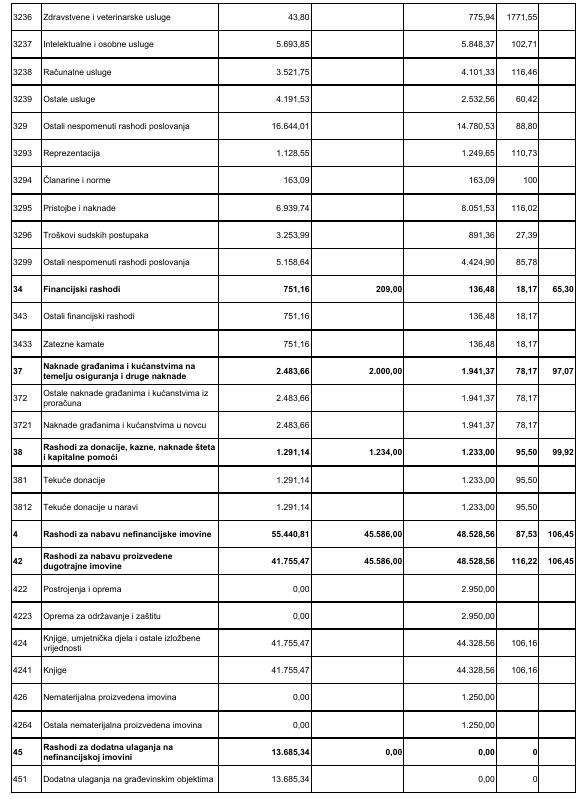 3236 Zdravstvene i veterinarske usluge 43,80 775,94 1771,55
3237 Intelektualne i osobne usluge 5.693,85 5.848,37 102,71
3238 Računalne usluge 3.521,75 4.101,33 116,46
3239 Ostale usluge 4.191,53 2.532,56 60,42
329 Ostali nespomenuti rashodi poslovanja 16.644,01 14.780,53 88,80
3293 Reprezentacija 1.128,55 1.249,65 110,73
3294 Članarine i norme 163,09 163,09 100
3295 Pristojbe i naknade 6.939,74 8.051,53 116,02
3296 Troškovi sudskih postupaka 3.253,99 891,36 27,39
3299 Ostali nespomenuti rashodi poslovanja 5.158,64 4.424,90 85,78
34 Financijski rashodi 751,16 209,00 136,48 18,17 65,30
343 Ostali financijski rashodi 751,16 136,48 18,17
3433 Zatezne kamate 751,16 136,48 18,17
37 Naknade građanima i kućanstvima na
temelju osiguranja i druge naknade 2.483,66 2.000,00 1.941,37 78,17 97,07
372 Ostale naknade građanima i kućanstvima iz
proračuna 2.483,66 1.941,37 78,17
3721 Naknade građanima i kućanstvima u novcu 2.483,66 1.941,37 78,17
38 Rashodi za donacije, kazne, naknade šteta
i kapitalne pomoći 1.291,14 1.234,00 1.233,00 95,50 99,92
381 Tekuće donacije 1.291,14 1.233,00 95,50
3812 Tekuće donacije u naravi 1.291,14 1.233,00 95,50
4 Rashodi za nabavu nefinancijske imovine 55.440,81 45.586,00 48.528,56 87,53 106,45
42 Rashodi za nabavu proizvedene
dugotrajne imovine 41.755,47 45.586,00 48.528,56 116,22 106,45
422 Postrojenja i oprema 0,00 2.950,00
4223 Oprema za održavanje i zaštitu 0,00 2.950,00
424 Knjige, umjetnička djela i ostale izložbene
vrijednosti 41.755,47 44.328,56 106,16
4241 Knjige 41.755,47 44.328,56 106,16
426 Nematerijalna proizvedena imovina 0,00 1.250,00
4264 Ostala nematerijalna proizvedena imovina 0,00 1.250,00
45 Rashodi za dodatna ulaganja na
nefinancijskoj imovini 13.685,34 0,00 0,00 0
451 Dodatna ulaganja na građevinskim objektima 13.685,34 0,00 0